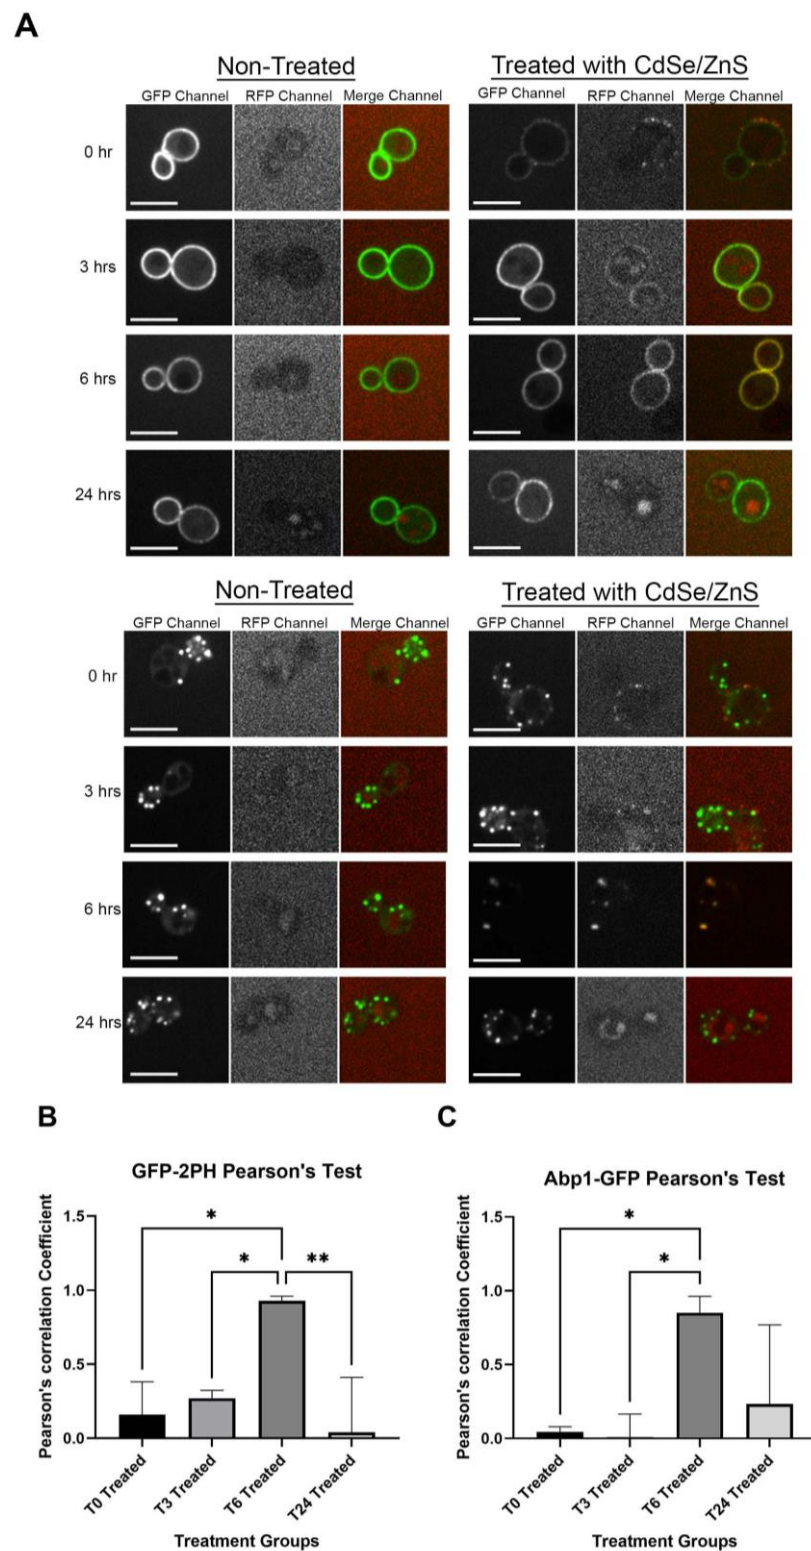 A
Non-Treated
Treated with CdSe/ZnS
GFP Channel RFP Channel Merge Channel
GFP Channel RFP Channel Merge Channel
0 hr
3 hrs
6 hrs
24 hrs
Non-Treated
Treated with CdSe/ZnS
GFP Channel RFP Channel Merge Channel
GFP Channel RFP Channel Merge Channel
0 hr
3 hrs
6 hrs
24 hrs
B
GFP-2PH Pearson's Test
Pearson's correlation Coefficient
1.5
1.0
0.5
0.0
*
*
**
T0 Treated
T3 Treated
T6 Treated
T24 Treated
Treatment Groups
C
Abp1-GFP Pearson's Test
Pearson's correlation Coefficient
1.5
1.0
0.5
0.0
*
*
T0 Treated
T3 Treated
T6 Treated
T24 Treated
Treatment Groups